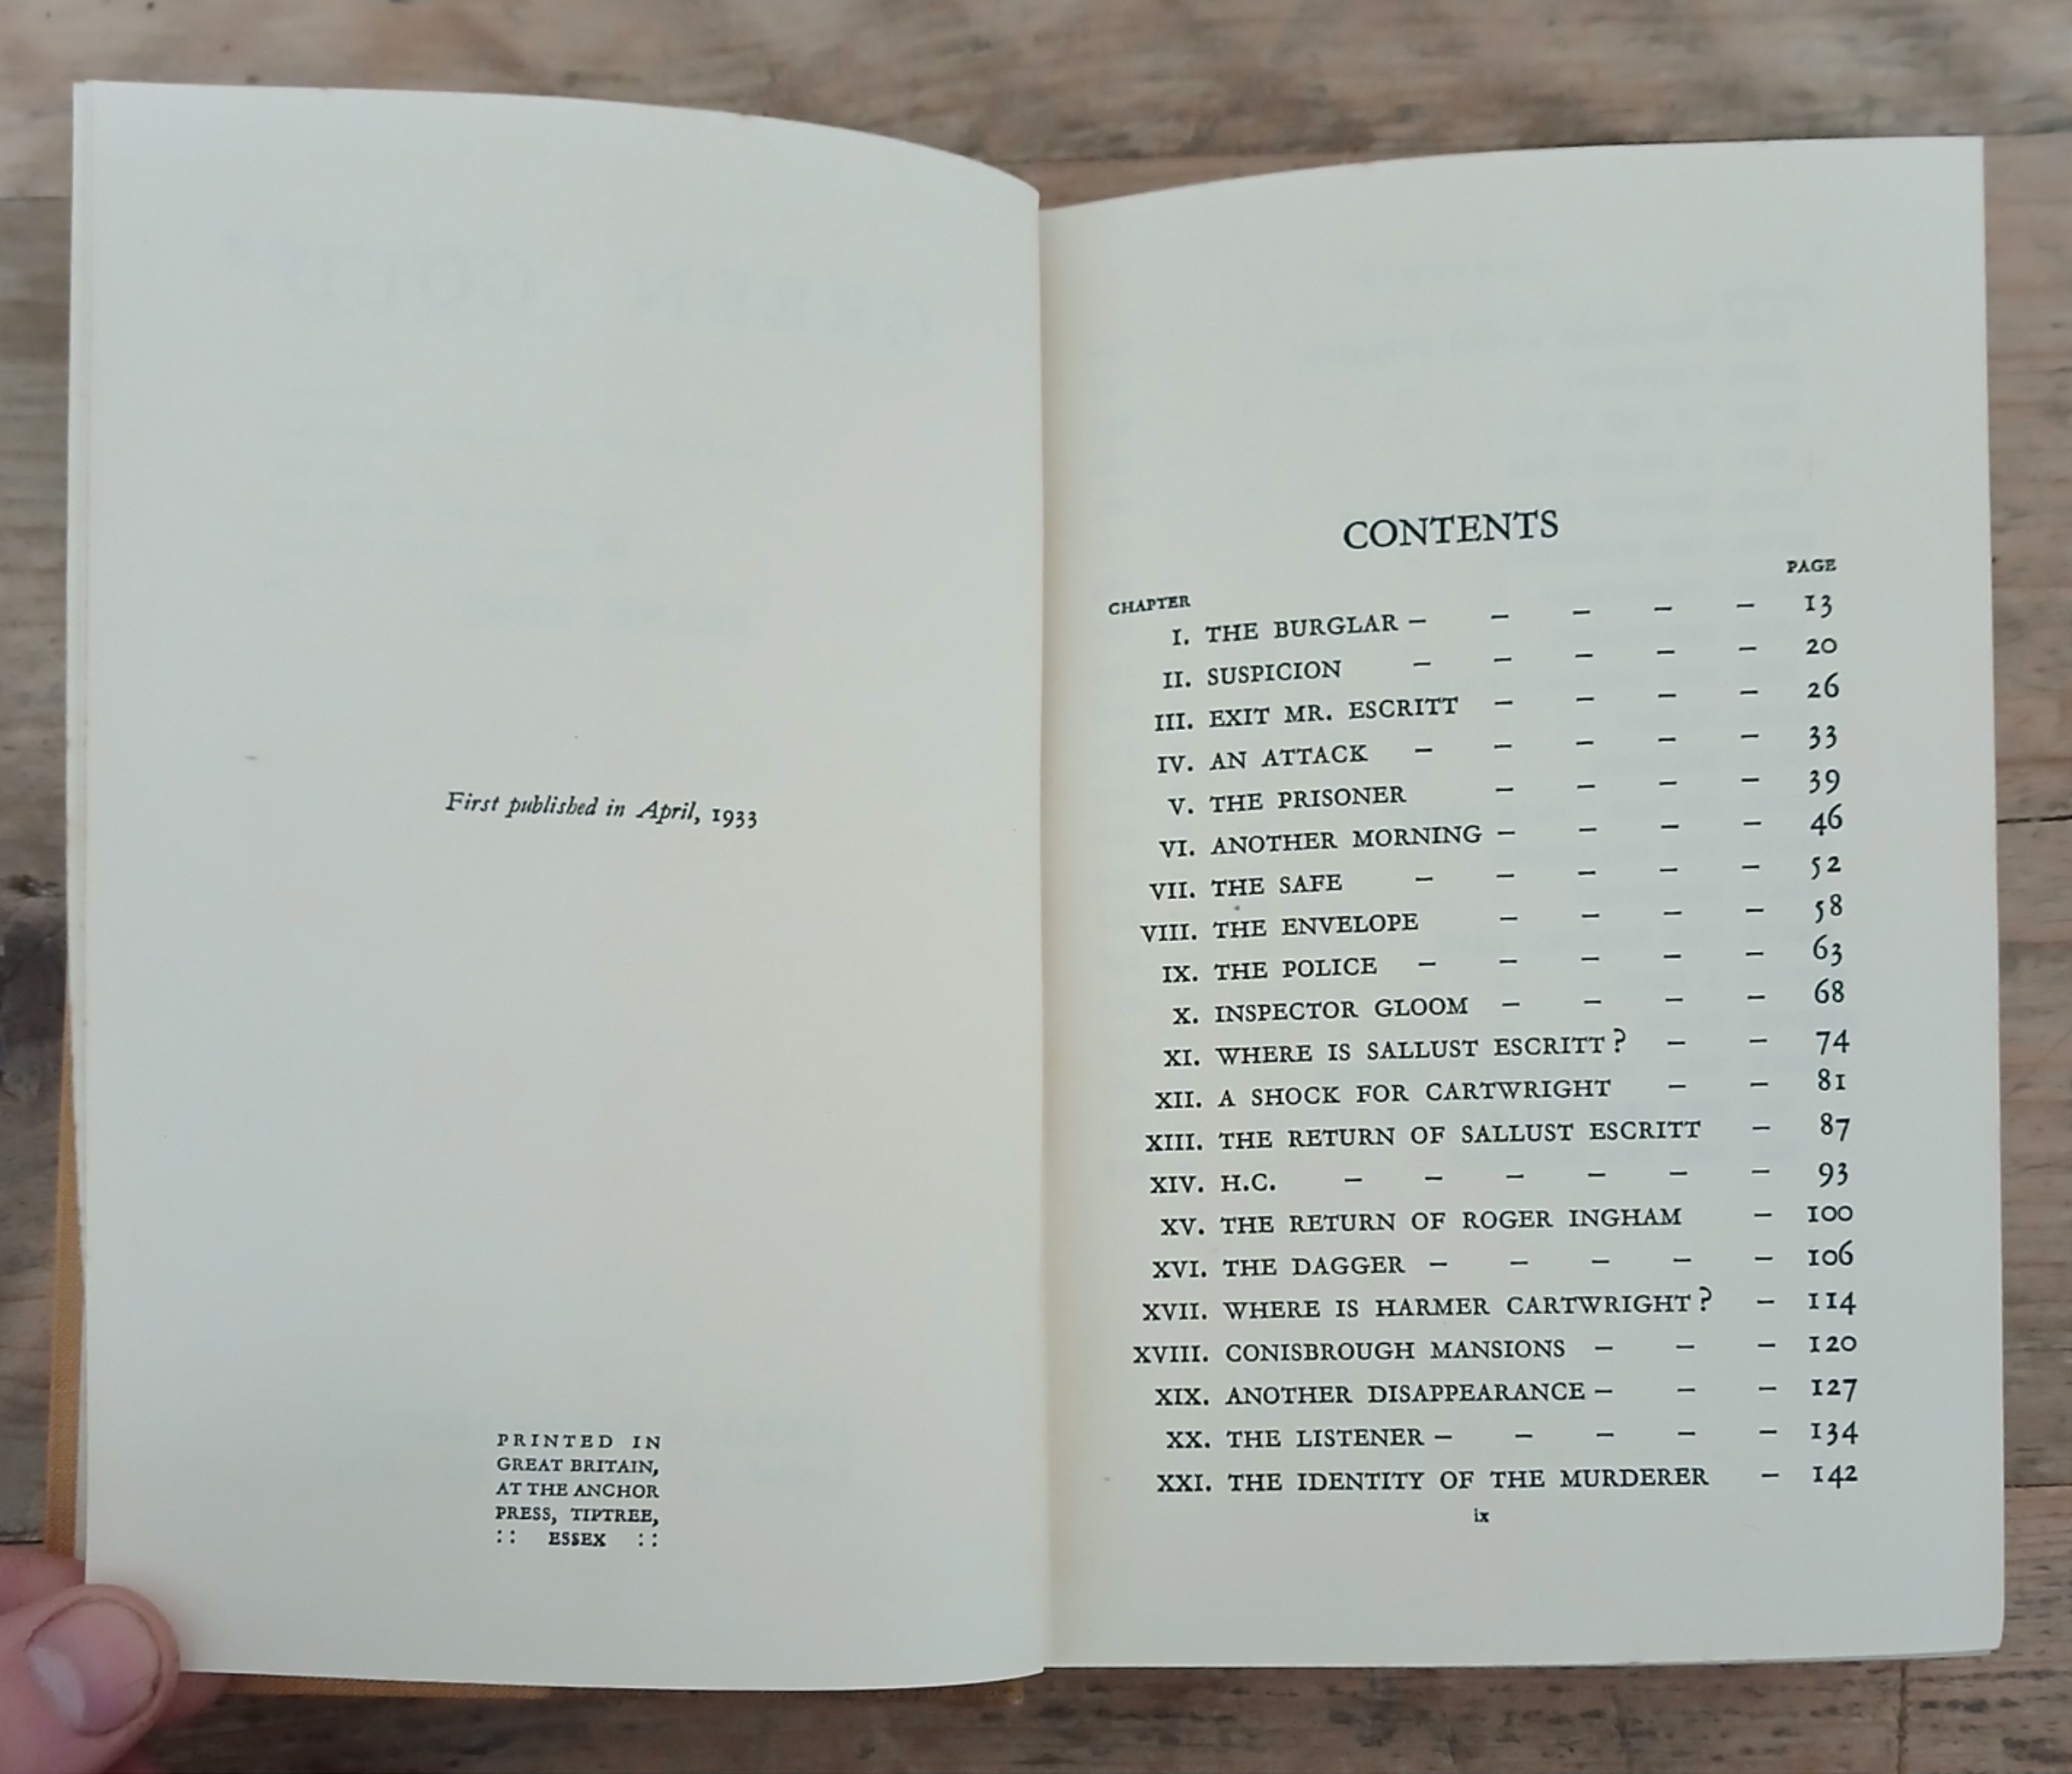 First published in April, 1933
PRINTED IN
GREAT BRITAIN,
AT THE ANCHOR
PRESS, TIPTREE,
:: ESSEX ::
CONTENTS
CHAPTER PAGE
I. THE BURGLAR – – – – – 13
II. SUSPICION – – – – – 20
III. EXIT MR. ESCRITT – – – – 26
IV. AN ATTACK – – – – – 33
V. THE PRISONER – – – – 39
VI. ANOTHER MORNING – – – – 46
VII. THE SAFE – – – – – 52
VIII. THE ENVELOPE – – – – 58
IX. THE POLICE – – – – – 63
X. INSPECTOR GLOOM – – – – 68
XI. WHERE IS SALLUST ESCRITT? – – 74
XII. A SHOCK FOR CARTWRIGHT – – 81
XIII. THE RETURN OF SALLUST ESCRITT – 87
XIV. H.C. – – – – – – 93
XV. THE RETURN OF ROGER INGHAM – 100
XVI. THE DAGGER – – – – – 106
XVII. WHERE IS HARMER CARTWRIGHT? – 114
XVIII. CONISBROUGH MANSIONS – – – 120
XIX. ANOTHER DISAPPEARANCE – – – 127
XX. THE LISTENER – – – – – 134
XXI. THE IDENTITY OF THE MURDERER – 142
ix